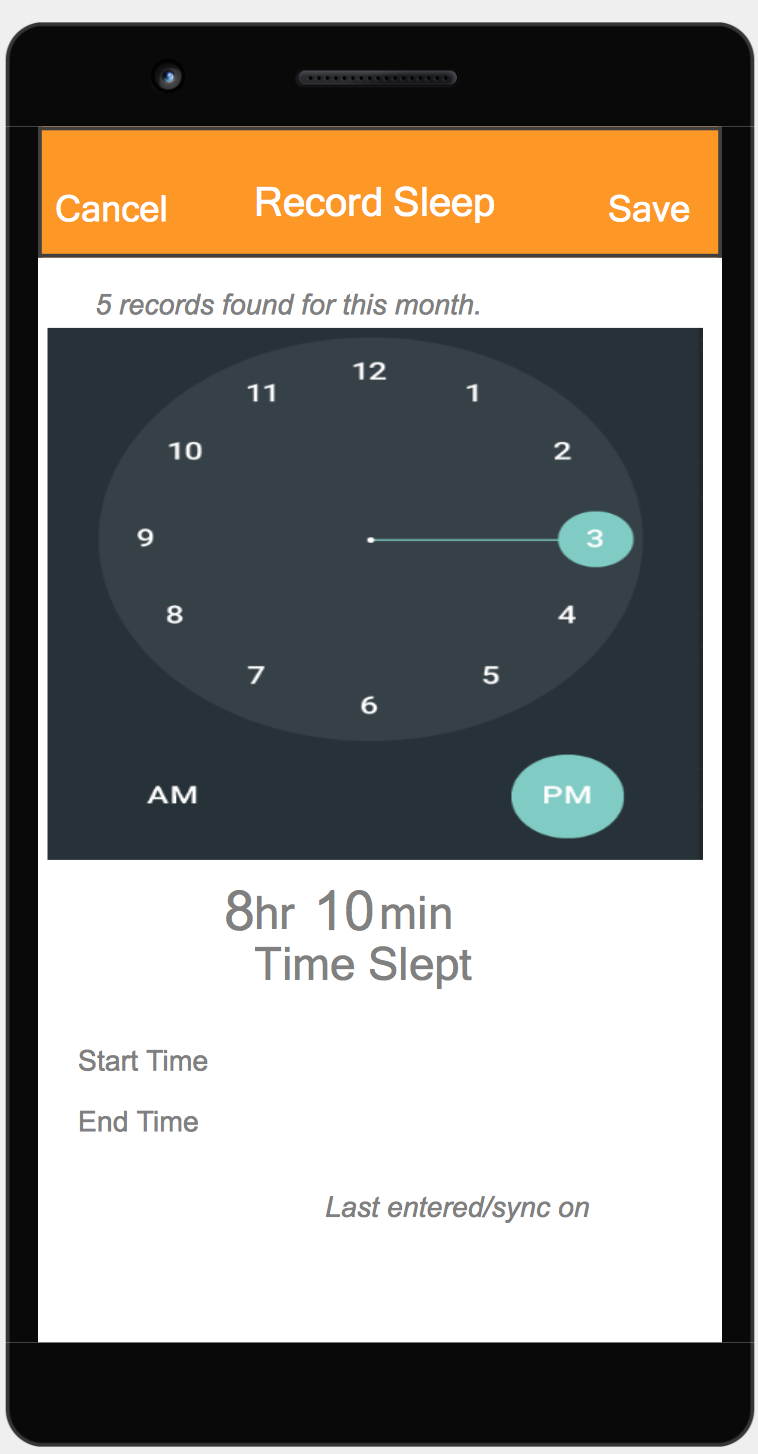 Cancel Record Sleep Save
5 records found for this month.
12
11 1
10 2
9 3
8 4
7 5
6
AM PM
8hr 10min
Time Slept
Start Time
End Time
Last entered/sync on